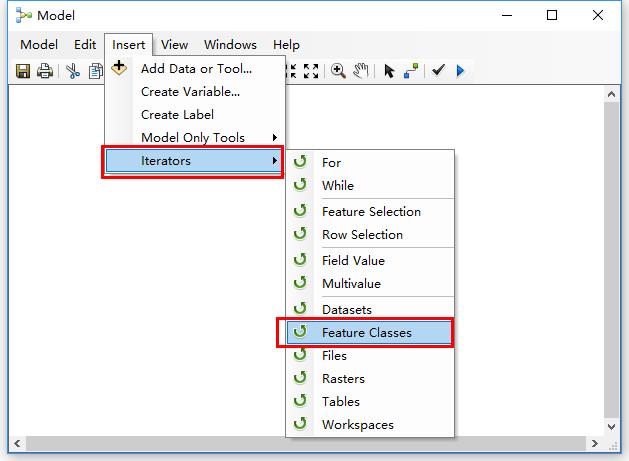 Model
Model Edit Insert View Windows Help
Add Data or Tool...
Create Variable...
Create Label
Model Only Tools
Iterators
For
While
Feature Selection
Row Selection
Field Value
Multivalue
Datasets
Feature Classes
Files
Rasters
Tables
Workspaces